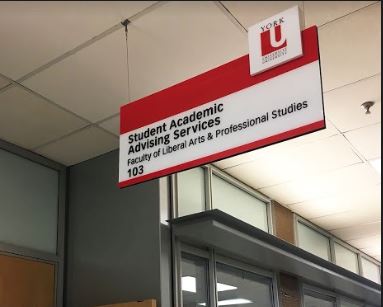 YORK
U
Student Academic
Advising Services
Faculty of Liberal Arts & Professional Studies
103